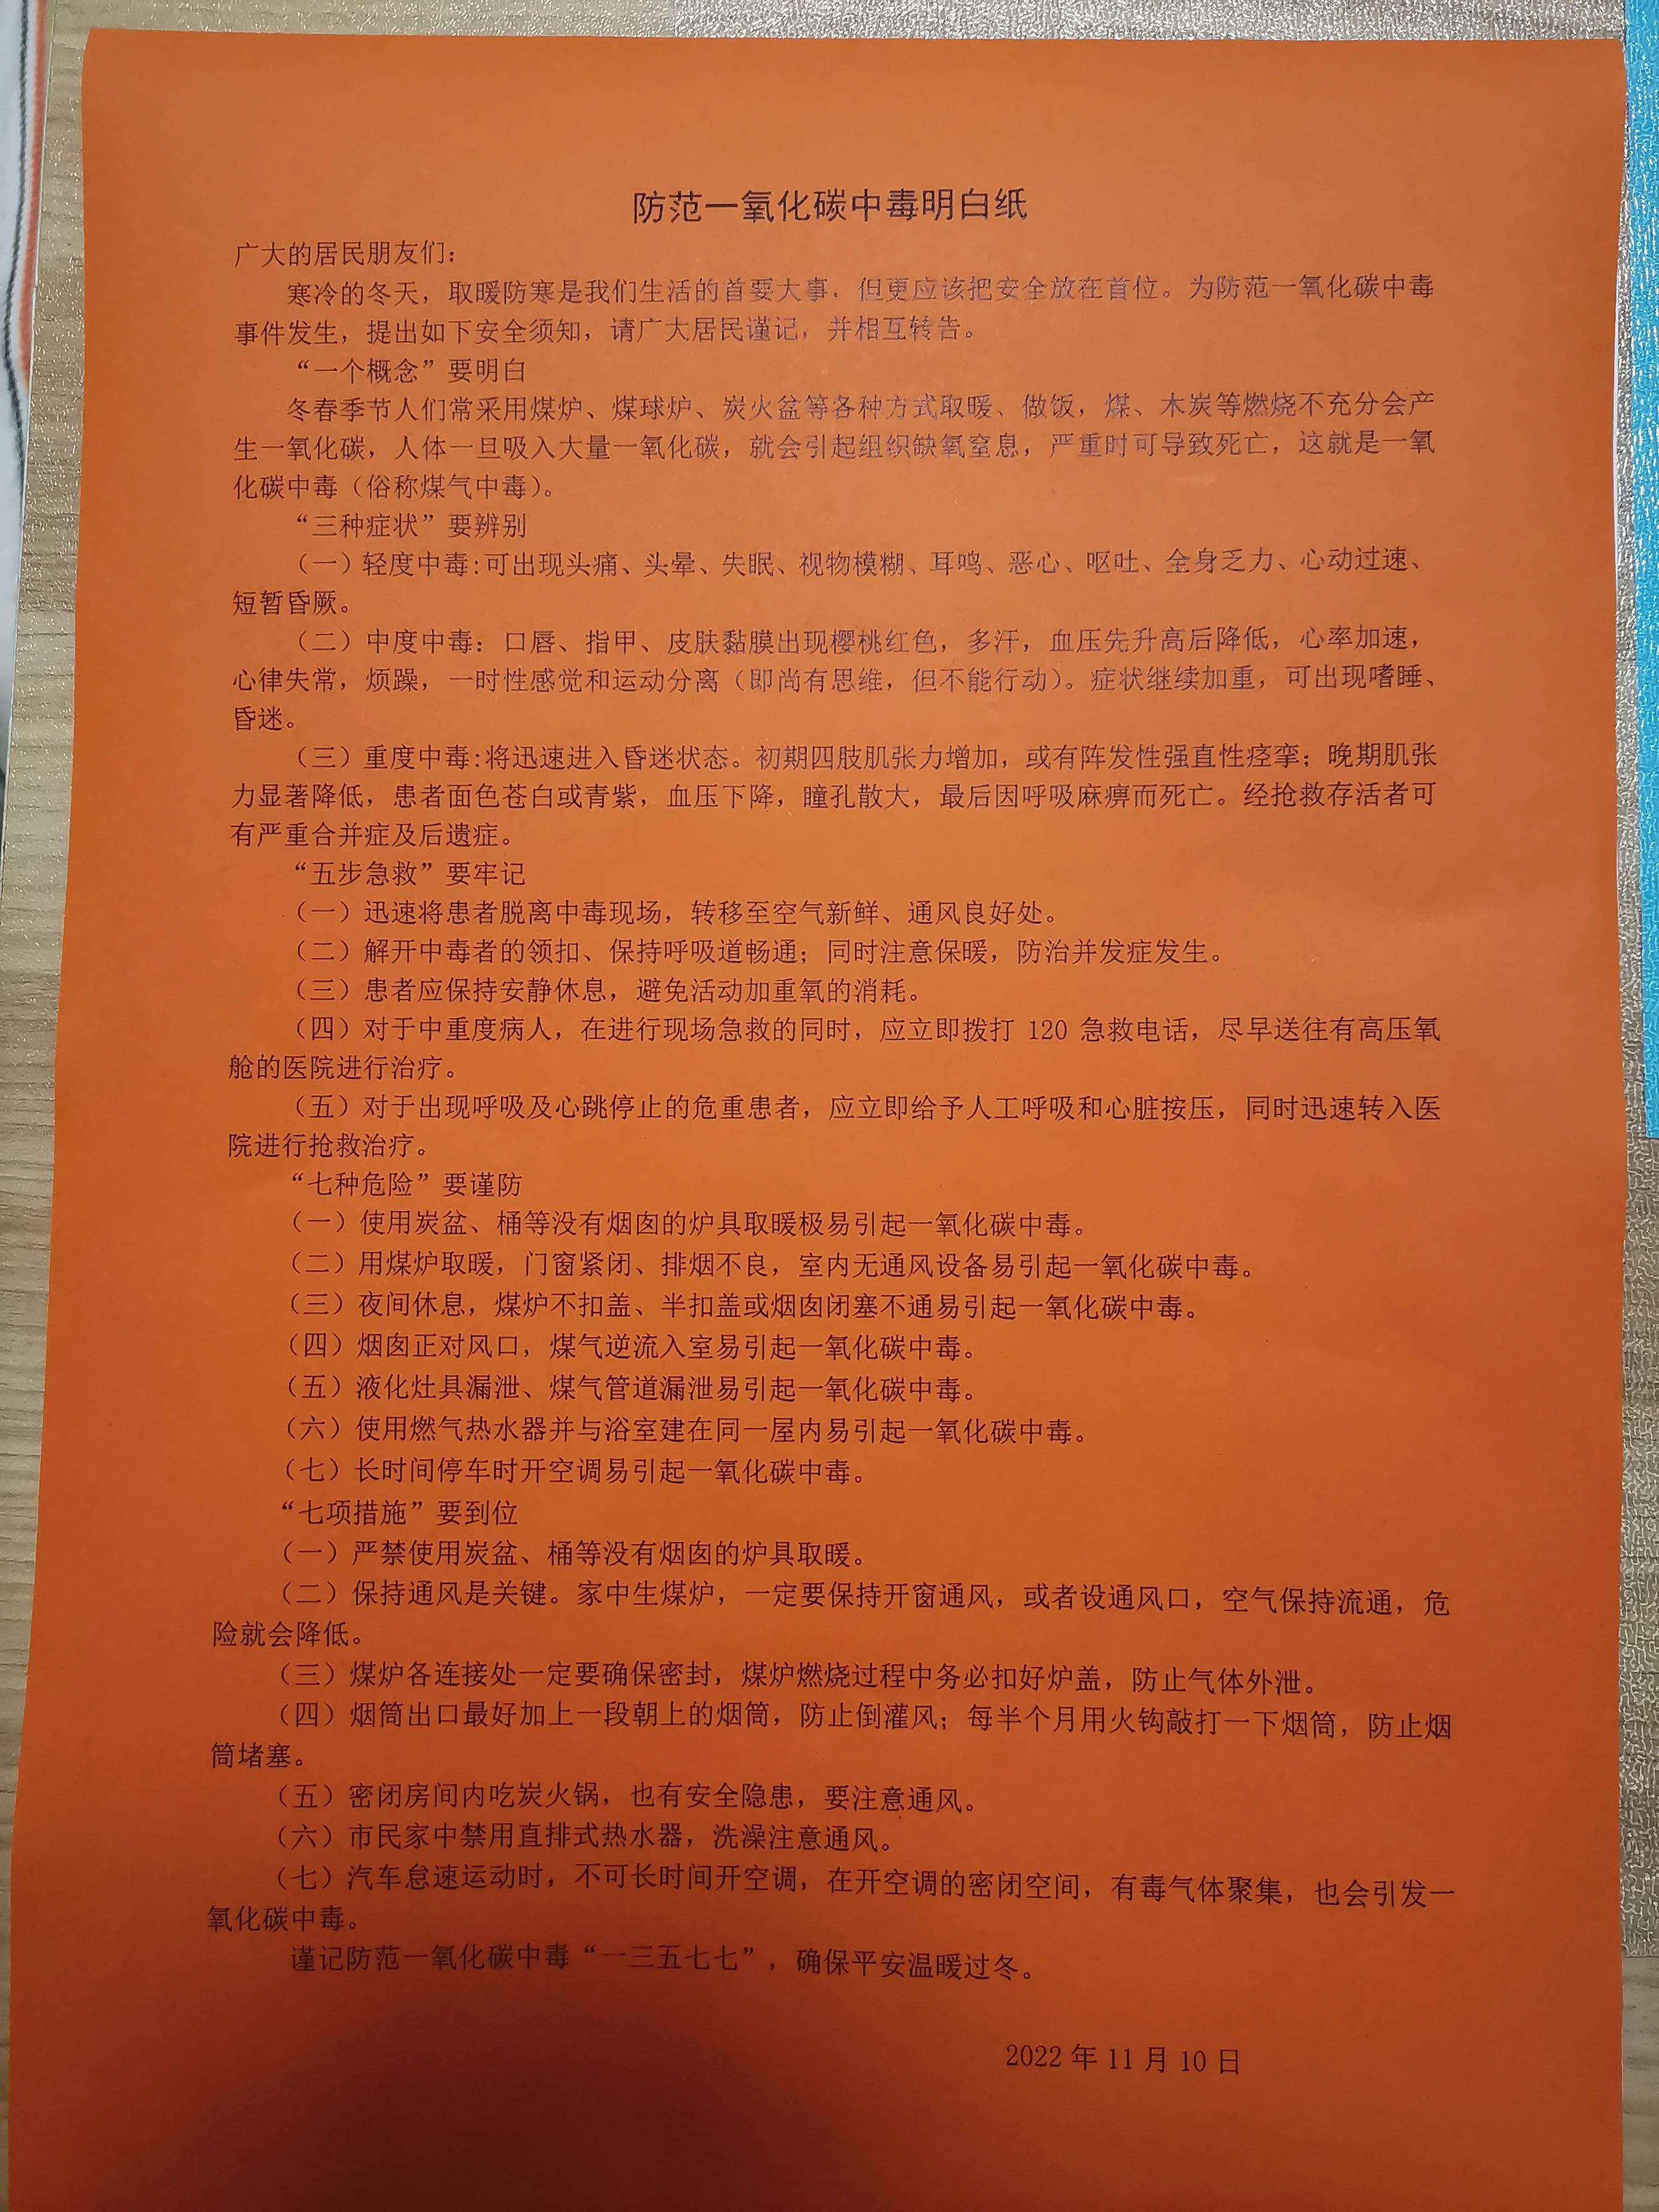 防范一氧化碳中毒明白纸
广大的居民朋友们：
寒冷的冬天，取暖防寒是我们生活的首要大事．但更应该把安全放在首位。为防范一氧化碳中毒
事件发生，提出如下安全须知，请广大居民谨记，并相互转告。
“一个概念”要明白
冬春季节人们常采用煤炉、煤球炉、炭火盆等各种方式取暖、做饭，煤、木炭等燃烧不充分会产
生一氧化碳，人体一旦吸入大量一氧化碳，就会引起组织缺氧窒息，严重时可导致死亡，这就是一氧
化碳中毒（俗称煤气中毒）。
“三种症状”要辨别
（一）轻度中毒:可出现头痛、头晕、失眠、视物模糊、耳鸣、恶心、呕吐、全身乏力、心动过速、
短暂昏厥。
（二）中度中毒：口唇、指甲、皮肤黏膜出现樱桃红色，多汗，血压先升高后降低，心率加速，
心律失常，烦躁，一时性感觉和运动分离（即尚有思维，但不能行动）。症状继续加重，可出现嗜睡、
昏迷。
（三）重度中毒:将迅速进入昏迷状态。初期四肢肌张力增加，或有阵发性强直性痉挛；晚期肌张
力显著降低，患者面色苍白或青紫，血压下降，瞳孔散大，最后因呼吸麻痹而死亡。经抢救存活者可
有严重合并症及后遗症。
“五步急救”要牢记
（一）迅速将患者脱离中毒现场，转移至空气新鲜、通风良好处。
（二）解开中毒者的领扣、保持呼吸道畅通；同时注意保暖，防治并发症发生。
（三）患者应保持安静休息，避免活动加重氧的消耗。
（四）对于中重度病人，在进行现场急救的同时，应立即拨打 120 急救电话，尽早送往有高压氧
舱的医院进行治疗。
（五）对于出现呼吸及心跳停止的危重患者，应立即给予人工呼吸和心脏按压，同时迅速转入医
院进行抢救治疗。
“七种危险”要谨防
（一）使用炭盆、桶等没有烟囱的炉具取暖极易引起一氧化碳中毒。
（二）用煤炉取暖，门窗紧闭、排烟不良，室内无通风设备易引起一氧化碳中毒。
（三）夜间休息，煤炉不扣盖、半扣盖或烟囱闭塞不通易引起一氧化碳中毒。
（四）烟囱正对风口，煤气逆流入室易引起一氧化碳中毒。
（五）液化灶具漏泄、煤气管道漏泄易引起一氧化碳中毒。
（六）使用燃气热水器并与浴室建在同一屋内易引起一氧化碳中毒。
（七）长时间停车时开空调易引起一氧化碳中毒。
“七项措施”要到位
（一）严禁使用炭盆、桶等没有烟囱的炉具取暖。
（二）保持通风是关键。家中生煤炉，一定要保持开窗通风，或者设通风口，空气保持流通，危
险就会降低。
（三）煤炉各连接处一定要确保密封，煤炉燃烧过程中务必扣好炉盖，防止气体外泄。
（四）烟筒出口最好加上一段朝上的烟筒，防止倒灌风；每半个月用火钩敲打一下烟筒，防止烟
筒堵塞。
（五）密闭房间内吃炭火锅，也有安全隐患，要注意通风。
（六）市民家中禁用直排式热水器，洗澡注意通风。
（七）汽车怠速运动时，不可长时间开空调，在开空调的密闭空间，有毒气体聚集，也会引发一
氧化碳中毒。
谨记防范一氧化碳中毒“一三五七七”，确保平安温暖过冬。
2022 年 11 月 10 日